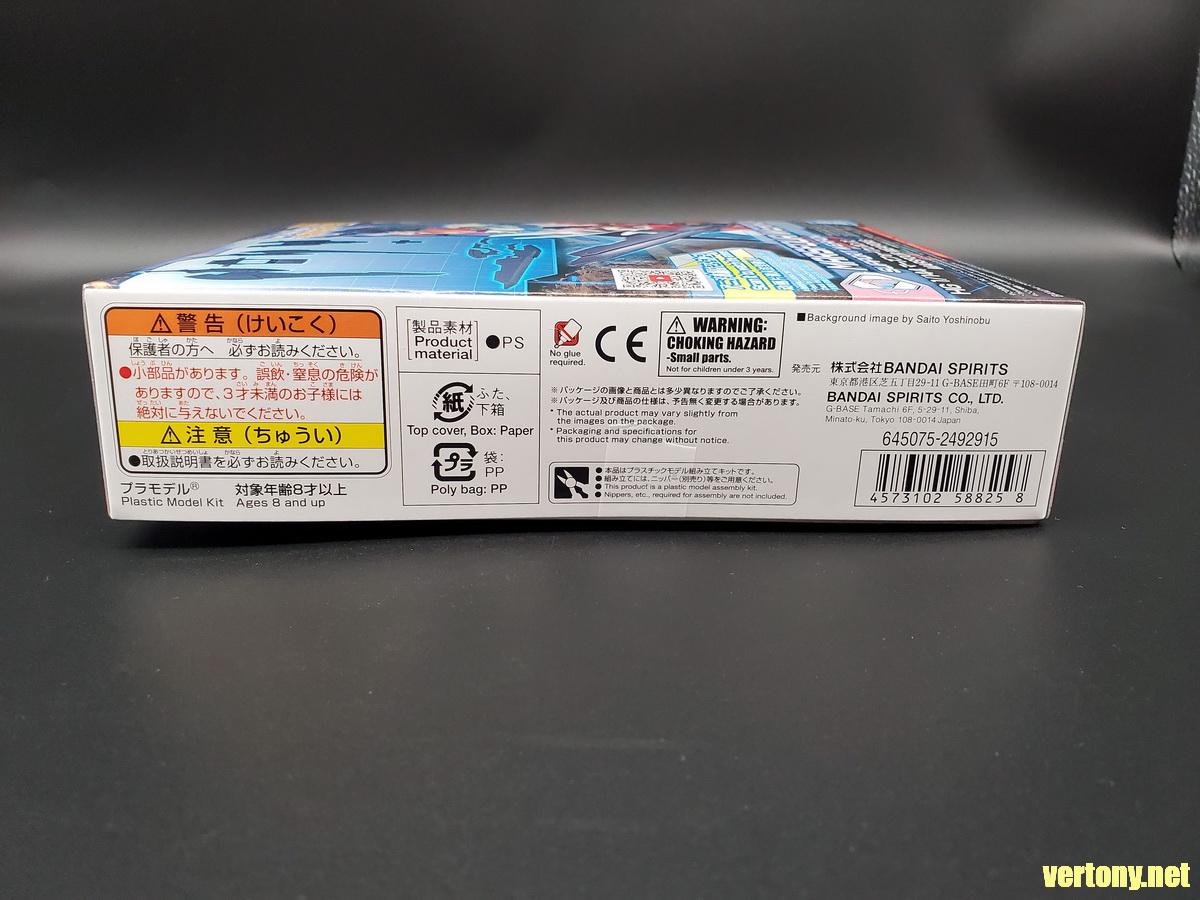 ⚠警告（けいこく）
保護者の方へ 必ずお読みください。
●小部品があります。誤飲・窒息の危険が
ありますので、3才未満のお子様には
絶対に与えないでください。
⚠注意（ちゅうい）
●取扱説明書を必ずお読みください。
プラモデル® 対象年齢8才以上
Plastic Model Kit Ages 8 and up
[製品素材
Product
material] ●PS
紙 ふた、
下箱
Top cover, Box: Paper
プラ 袋:
PP
Poly bag: PP
No glue
required.
CE
⚠ WARNING:
CHOKING HAZARD
-Small parts.
Not for children under 3 years.
※パッケージの画像と商品とは多少異なりますのでご了承ください。
※パッケージ及び商品の仕様は、予告無く変更する場合があります。
* The actual product may vary slightly from
the images on the package.
* Packaging and specifications for
this product may change without notice.
●本品はプラスチックモデル組み立てキットです。
●組み立てには、ニッパー(別売り)等をご用意ください。
●This product is a plastic model assembly kit.
●Nippers, etc., required for assembly are not included.
■Background image by Saito Yoshinobu
発売元 株式会社BANDAI SPIRITS
東京都港区芝五丁目29-11 G-BASE田町6F 〒108-0014
BANDAI SPIRITS CO., LTD.
G-BASE Tamachi 6F, 5-29-11, Shiba,
Minato-ku, Tokyo 108-0014 Japan
645075-2492915
4573102 58825 8
vertony.net